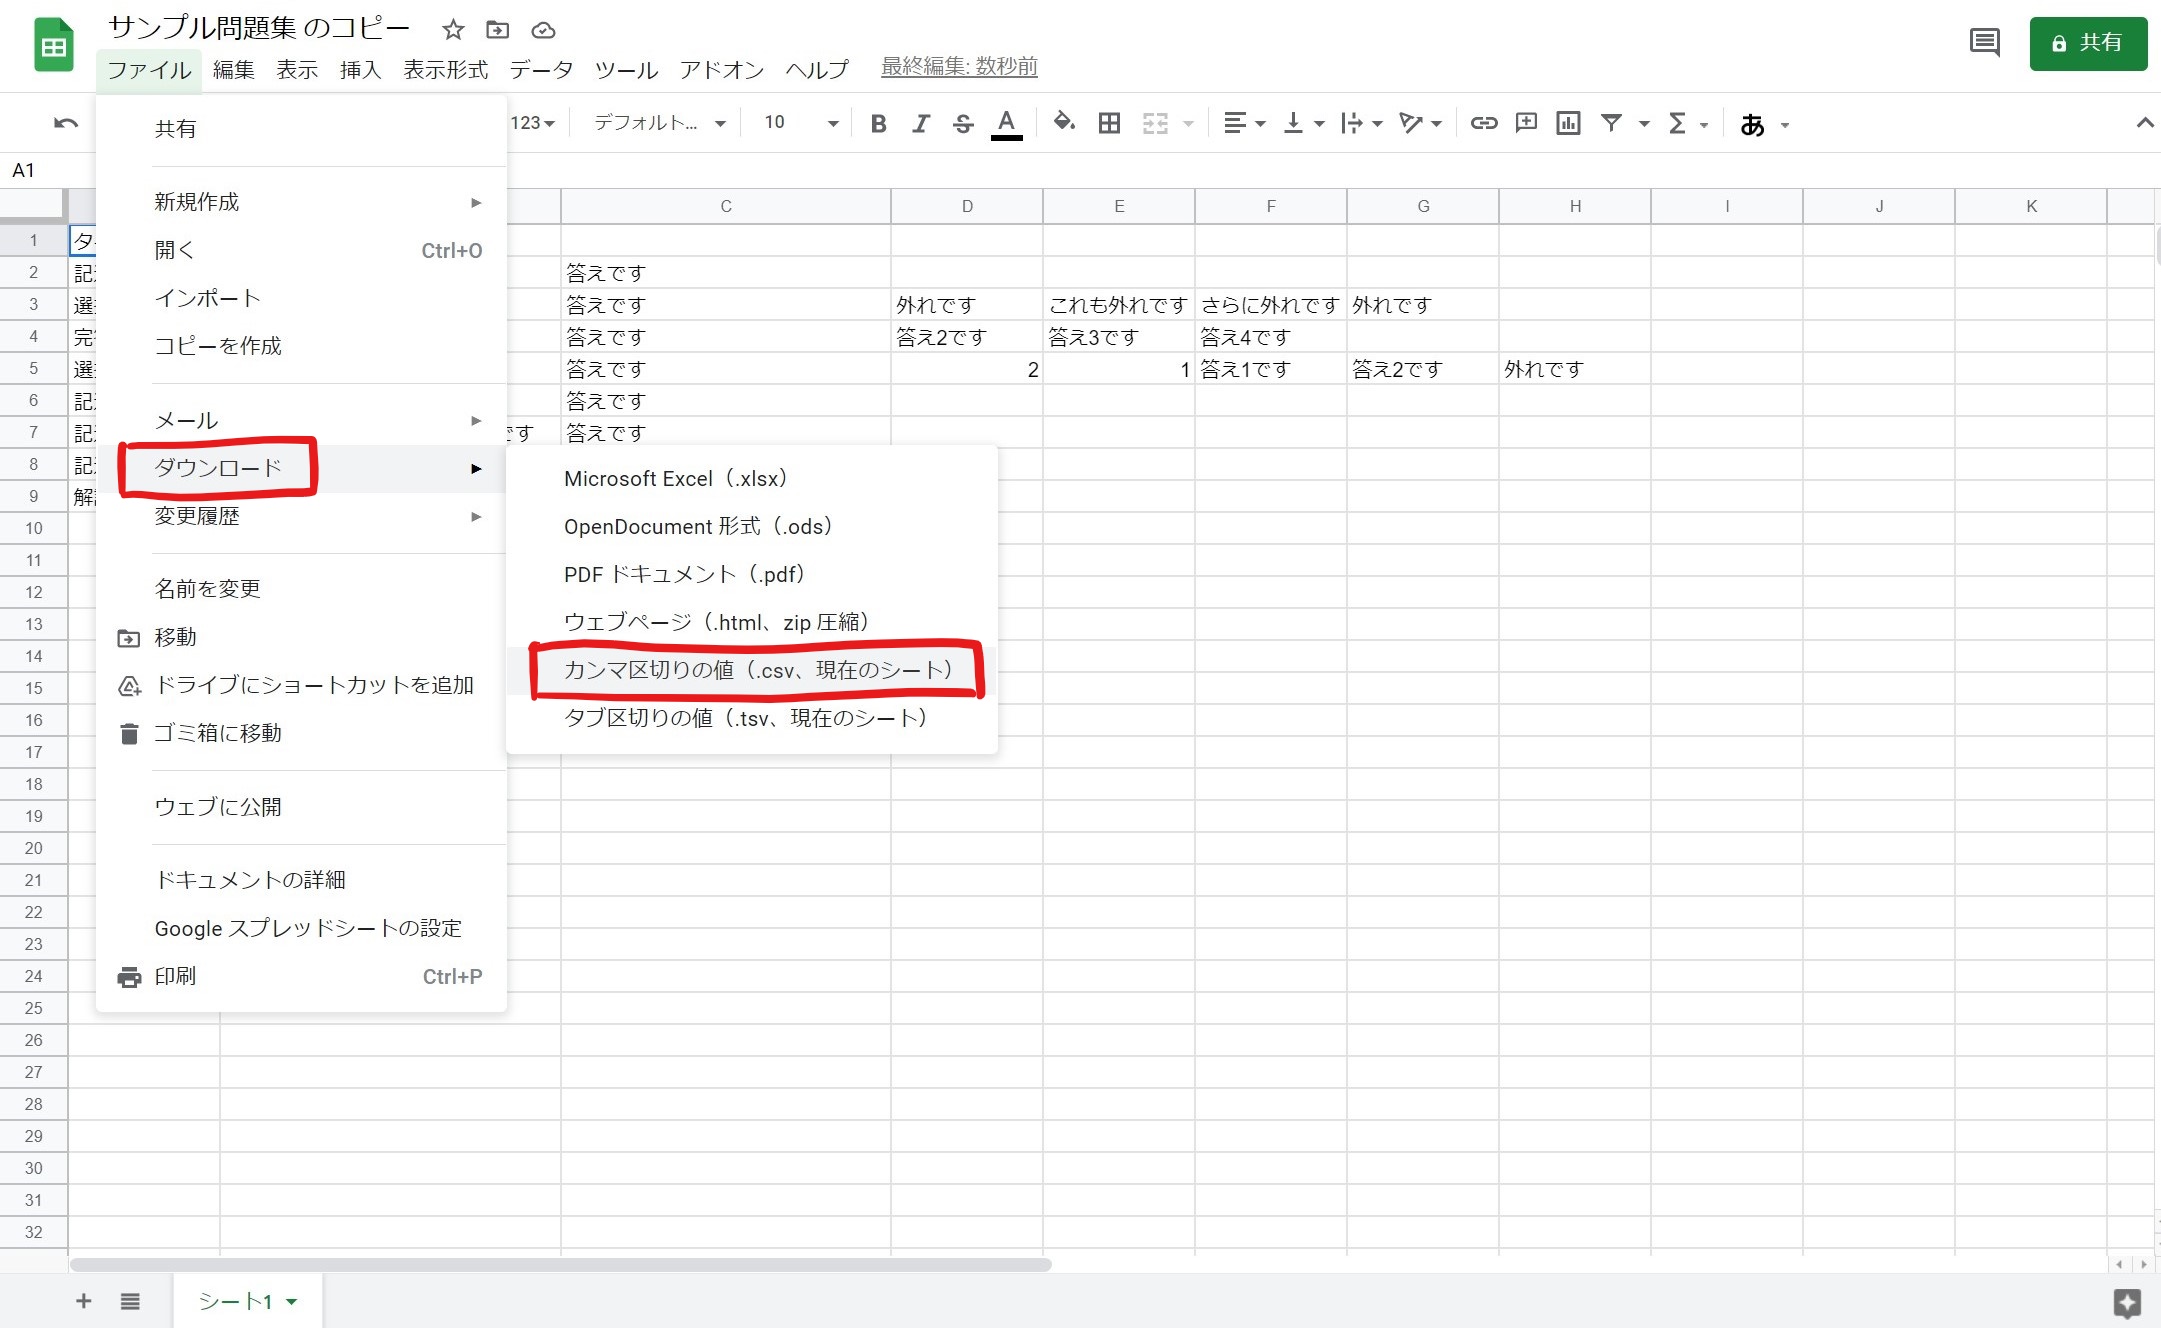 サンプル問題集 のコピー
ファイル 編集 表示 挿入 表示形式 データ ツール アドオン ヘルプ 最終編集: 数秒前
共有
123 デフォルト... 10 B I S A Σ あ
A1
C D E F G H I J K
共有
新規作成
開く Ctrl+O
インポート
コピーを作成
メール
ダウンロード
変更履歴
名前を変更
移動
ドライブにショートカットを追加
ゴミ箱に移動
ウェブに公開
ドキュメントの詳細
Google スプレッドシートの設定
印刷 Ctrl+P
Microsoft Excel（.xlsx）
OpenDocument 形式（.ods）
PDF ドキュメント（.pdf）
ウェブページ（.html、zip 圧縮）
カンマ区切りの値（.csv、現在のシート）
タブ区切りの値（.tsv、現在のシート）
1 タ
2 記 答えです
3 選 答えです 外れです これも外れです さらに外れです 外れです
4 完 答えです 答え2です 答え3です 答え4です
5 選 答えです 2 1 答え1です 答え2です 外れです
6 記 答えです
7 記 です 答えです
8 記
9 解
10
11
12
13
14
15
16
17
18
19
20
21
22
23
24
25
26
27
28
29
30
31
32
シート1